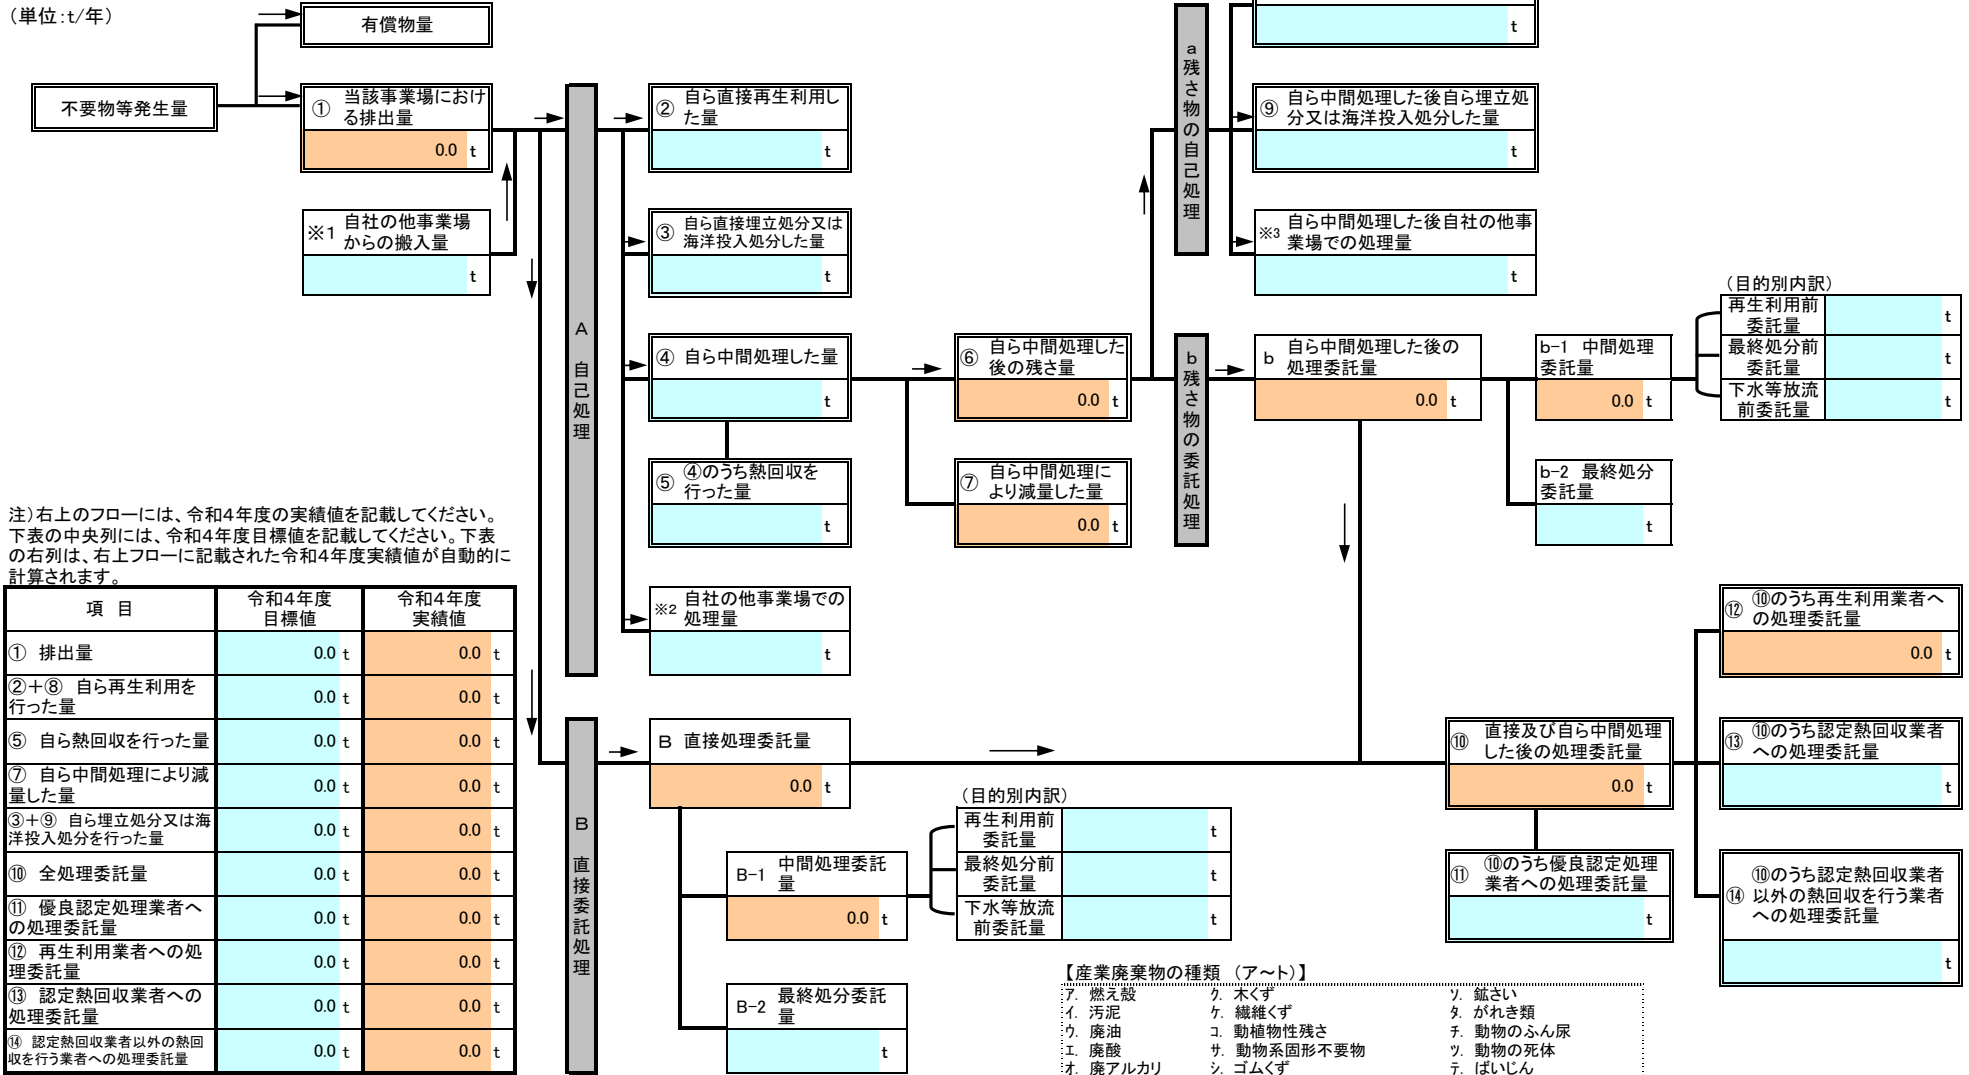 (単位:t/年)
有償物量
不要物等発生量
① 当該事業場におけ
る排出量
0.0 t
※1 自社の他事業場
からの搬入量
t
A 自己処理
② 自ら直接再生利用し
た量
t
③ 自ら直接埋立処分又は
海洋投入処分した量
t
④ 自ら中間処理した量
t
⑤ ④のうち熱回収を
行った量
t
※2 自社の他事業場での
処理量
t
⑥ 自ら中間処理した
後の残さ量
0.0 t
⑦ 自ら中間処理に
より減量した量
0.0 t
a 残さ物の自己処理
t
⑨ 自ら中間処理した後自ら埋立処
分又は海洋投入処分した量
t
※3 自ら中間処理した後自社の他事
業場での処理量
t
b 残さ物の委託処理
b 自ら中間処理した後の
処理委託量
0.0 t
b-1 中間処理
委託量
0.0 t
b-2 最終処分
委託量
t
(目的別内訳)
再生利用前
委託量
t
最終処分前
委託量
t
下水等放流
前委託量
t
注)右上のフローには、令和4年度の実績値を記載してください。
下表の中央列には、令和4年度目標値を記載してください。下表
の右列は、右上フローに記載された令和4年度実績値が自動的に
計算されます。
項 目
令和4年度
目標値
令和4年度
実績値
① 排出量 0.0 t 0.0 t
②+⑧ 自ら再生利用を
行った量 0.0 t 0.0 t
⑤ 自ら熱回収を行った量 0.0 t 0.0 t
⑦ 自ら中間処理により減
量した量 0.0 t 0.0 t
③+⑨ 自ら埋立処分又は海
洋投入処分を行った量 0.0 t 0.0 t
⑩ 全処理委託量 0.0 t 0.0 t
⑪ 優良認定処理業者へ
の処理委託量 0.0 t 0.0 t
⑫ 再生利用業者への処
理委託量 0.0 t 0.0 t
⑬ 認定熱回収業者への
処理委託量 0.0 t 0.0 t
⑭ 認定熱回収業者以外の熱回
収を行う業者への処理委託量 0.0 t 0.0 t
B 直接委託処理
B 直接処理委託量
0.0 t
B-1 中間処理委託
量
0.0 t
B-2 最終処分委託
量
t
(目的別内訳)
再生利用前
委託量
t
最終処分前
委託量
t
下水等放流
前委託量
t
⑩ 直接及び自ら中間処理
した後の処理委託量
0.0 t
⑪ ⑩のうち優良認定処理
業者への処理委託量
t
⑫ ⑩のうち再生利用業者へ
の処理委託量
0.0 t
⑬ ⑩のうち認定熱回収業者
への処理委託量
t
⑭ ⑩のうち認定熱回収業者
以外の熱回収を行う業者
への処理委託量
t
【産業廃棄物の種類 (ア~ト)】
ア. 燃え殻 ク. 木くず ソ. 鉱さい
イ. 汚泥 ケ. 繊維くず タ. がれき類
ウ. 廃油 コ. 動植物性残さ チ. 動物のふん尿
エ. 廃酸 サ. 動物系固形不要物 ツ. 動物の死体
オ. 廃アルカリ シ. ゴムくず テ. ばいじん